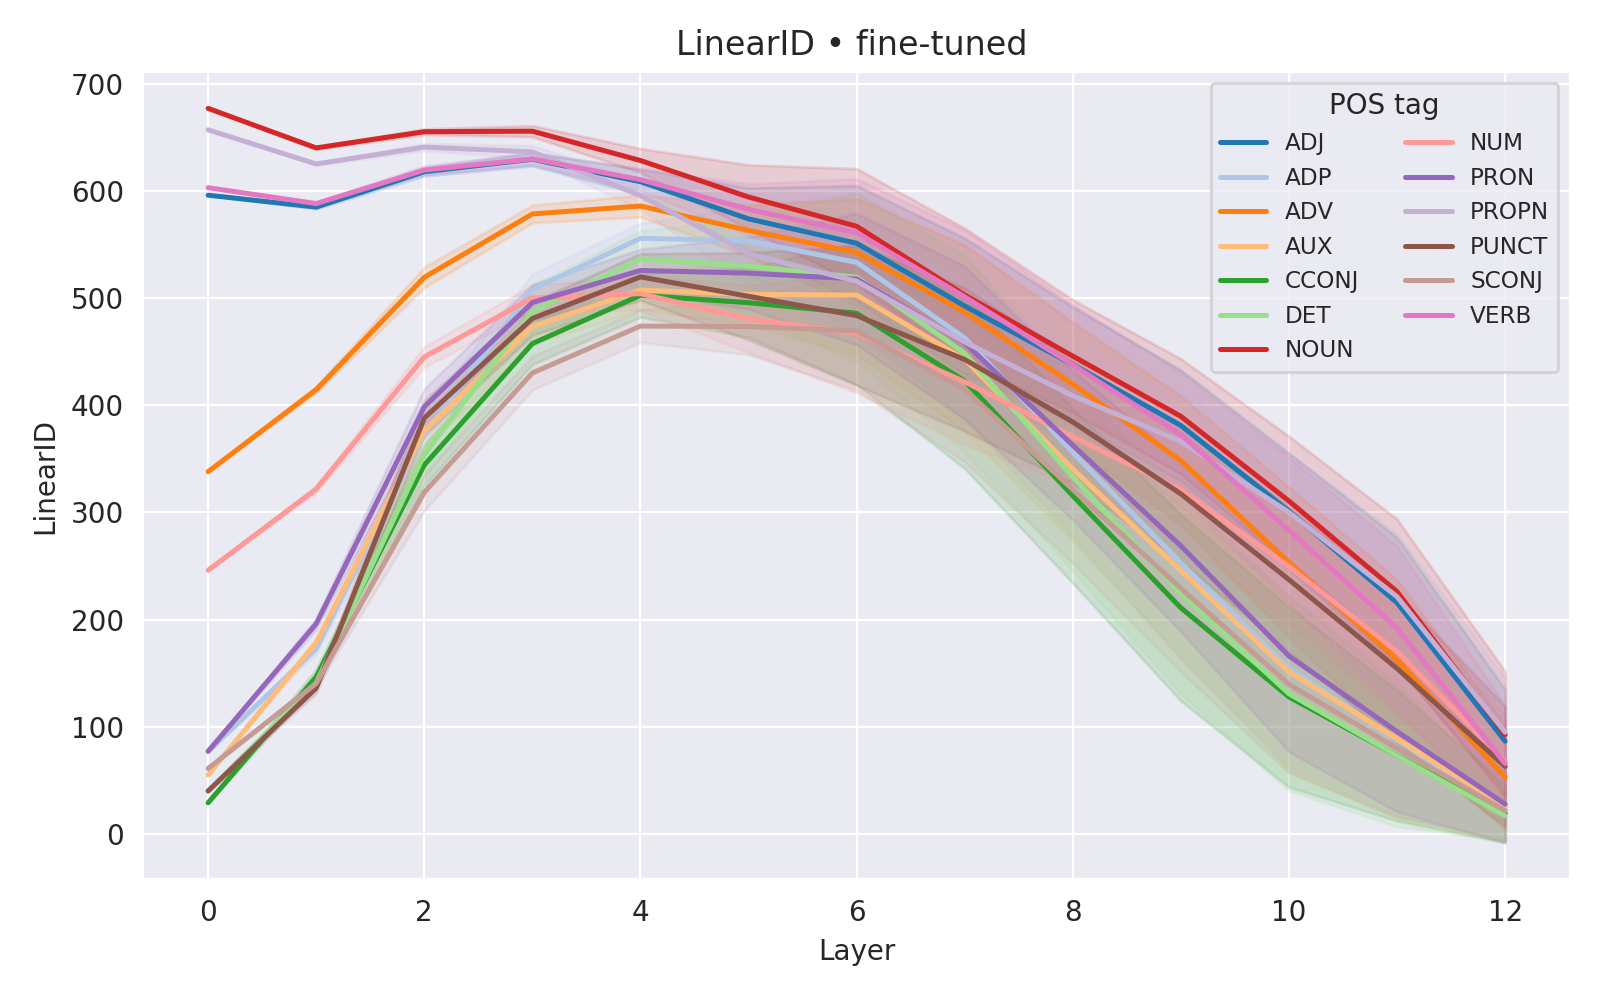 LinearID • fine-tuned
LinearID
700
600
500
400
300
200
100
0
0 2 4 6 8 10 12
Layer
POS tag
ADJ
ADP
ADV
AUX
CCONJ
DET
NOUN
NUM
PRON
PROPN
PUNCT
SCONJ
VERB